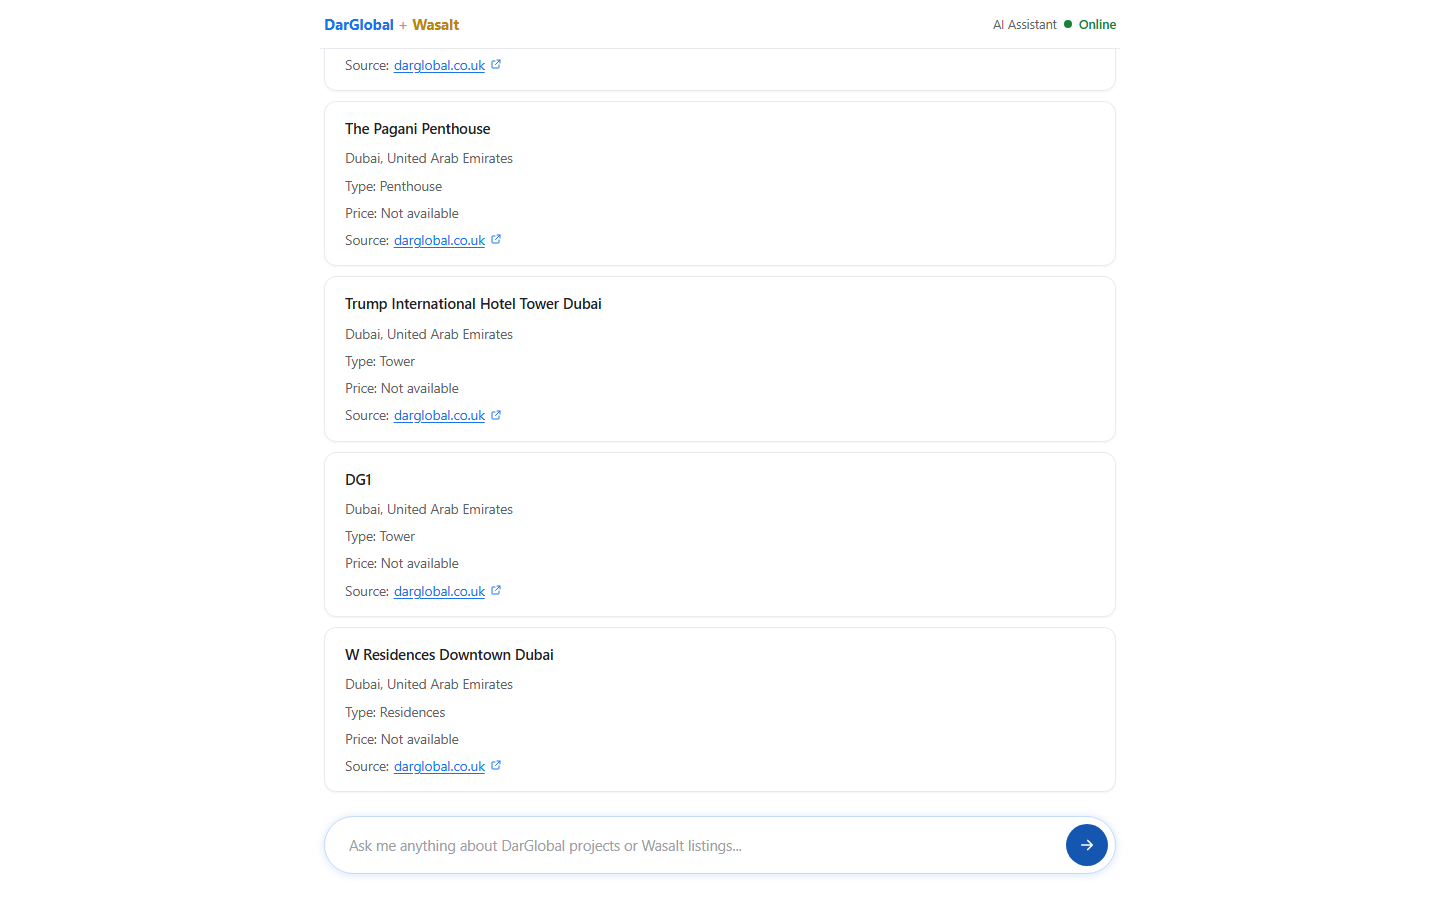 DarGlobal + Wasalt
AI Assistant Online
Source: darglobal.co.uk
The Pagani Penthouse
Dubai, United Arab Emirates
Type: Penthouse
Price: Not available
Source: darglobal.co.uk
Trump International Hotel Tower Dubai
Dubai, United Arab Emirates
Type: Tower
Price: Not available
Source: darglobal.co.uk
DG1
Dubai, United Arab Emirates
Type: Tower
Price: Not available
Source: darglobal.co.uk
W Residences Downtown Dubai
Dubai, United Arab Emirates
Type: Residences
Price: Not available
Source: darglobal.co.uk
Ask me anything about DarGlobal projects or Wasalt listings...